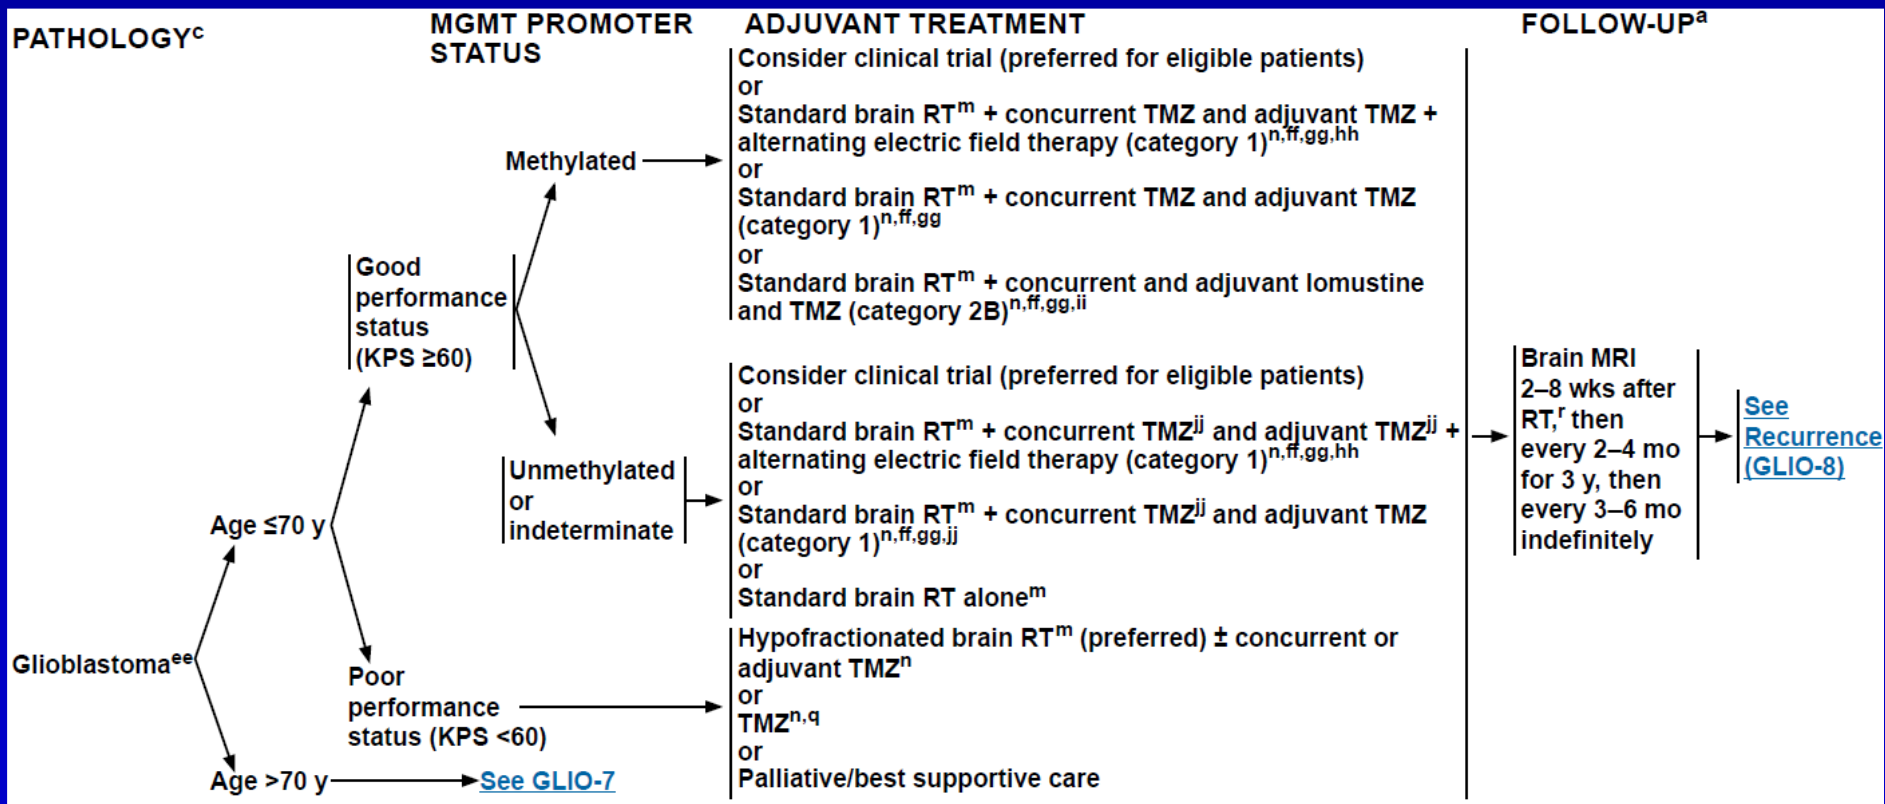 PATHOLOGYc
MGMT PROMOTER
STATUS
ADJUVANT TREATMENT
FOLLOW-UPa
Glioblastomaee
Age ≤70 y
Age >70 y
See GLIO-7
Good
performance
status
(KPS ≥60)
Poor
performance
status (KPS <60)
Methylated
Unmethylated
or
indeterminate
Consider clinical trial (preferred for eligible patients)
or
Standard brain RTm + concurrent TMZ and adjuvant TMZ +
alternating electric field therapy (category 1)n,ff,gg,hh
or
Standard brain RTm + concurrent TMZ and adjuvant TMZ
(category 1)n,ff,gg
or
Standard brain RTm + concurrent and adjuvant lomustine
and TMZ (category 2B)n,ff,gg,ii
Consider clinical trial (preferred for eligible patients)
or
Standard brain RTm + concurrent TMZjj and adjuvant TMZjj +
alternating electric field therapy (category 1)n,ff,gg,hh
or
Standard brain RTm + concurrent TMZjj and adjuvant TMZ
(category 1)n,ff,gg,jj
or
Standard brain RT alonem
Hypofractionated brain RTm (preferred) ± concurrent or
adjuvant TMZn
or
TMZn,q
or
Palliative/best supportive care
Brain MRI
2–8 wks after
RT,r then
every 2–4 mo
for 3 y, then
every 3–6 mo
indefinitely
See
Recurrence
(GLIO-8)